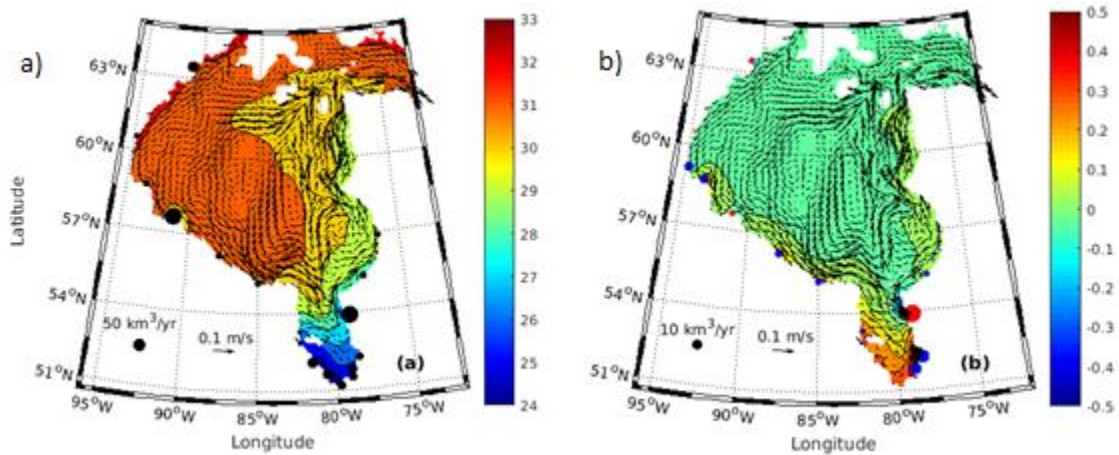 a)
33
32
31
30
29
28
27
26
25
24
63°N
60°N
57°N
54°N
51°N
Latitude
50 km³/yr
0.1 m/s
(a)
95°W
90°W
85°W
80°W
75°W
Longitude
b)
0.5
0.4
0.3
0.2
0.1
0
-0.1
-0.2
-0.3
-0.4
-0.5
63°N
60°N
57°N
54°N
51°N
10 km³/yr
0.1 m/s
(b)
95°W
90°W
85°W
80°W
75°W
Longitude